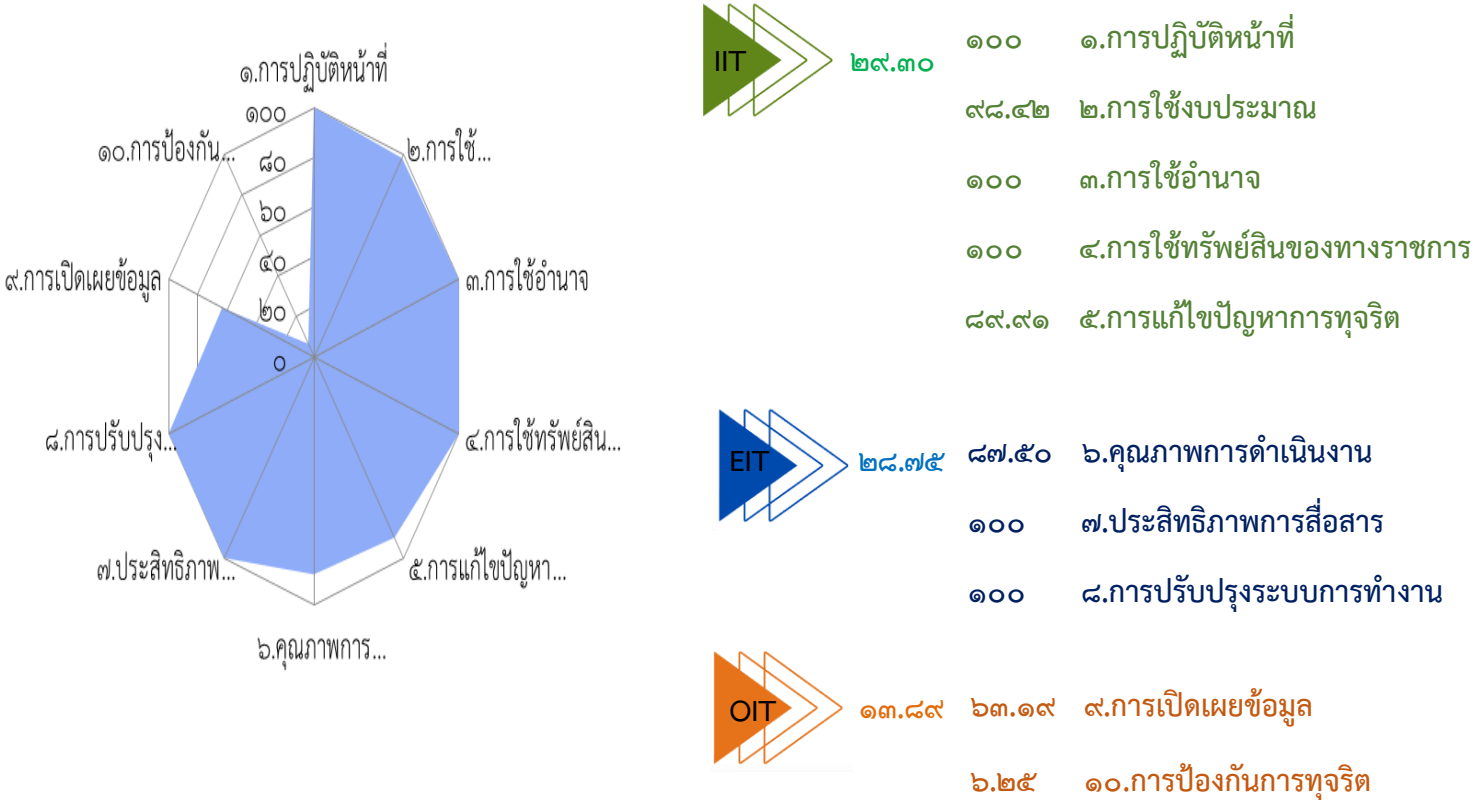 ๑.การปฏิบัติหน้าที่
๒.การใช้...
๓.การใช้อำนาจ
๔.การใช้ทรัพย์สิน...
๕.การแก้ไขปัญหา...
๖.คุณภาพการ...
๗.ประสิทธิภาพ...
๘.การปรับปรุง...
๙.การเปิดเผยข้อมูล
๑๐.การป้องกัน...
๑๐๐
๘๐
๖๐
๔๐
๒๐
๐
IIT ๒๙.๓๐
๑๐๐ ๑.การปฏิบัติหน้าที่
๙๘.๔๒ ๒.การใช้งบประมาณ
๑๐๐ ๓.การใช้อำนาจ
๑๐๐ ๔.การใช้ทรัพย์สินของทางราชการ
๘๙.๙๑ ๕.การแก้ไขปัญหาการทุจริต
EIT ๒๘.๗๕
๘๗.๕๐ ๖.คุณภาพการดำเนินงาน
๑๐๐ ๗.ประสิทธิภาพการสื่อสาร
๑๐๐ ๘.การปรับปรุงระบบการทำงาน
OIT ๑๓.๘๙
๖๓.๑๙ ๙.การเปิดเผยข้อมูล
๖.๒๕ ๑๐.การป้องกันการทุจริต